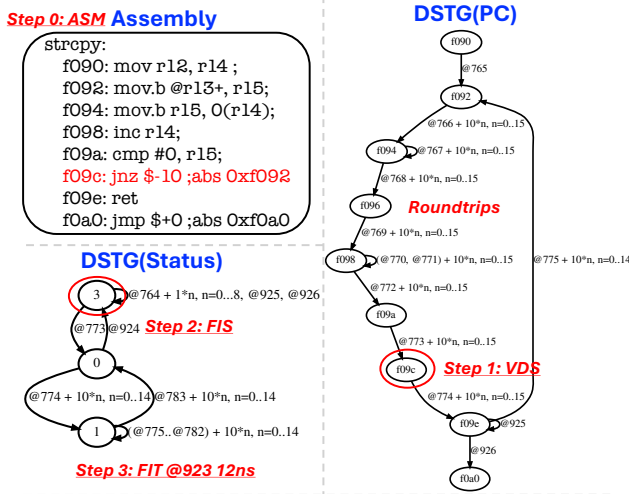 Step 0: ASM Assembly
strcpy:
f090: mov r12, r14 ;
f092: mov.b @r13+, r15;
f094: mov.b r15, 0(r14);
f098: inc r14;
f09a: cmp #0, r15;
f09c: jnz $-10 ;abs 0xf092
f09e: ret
f0a0: jmp $+0 ;abs 0xf0a0
DSTG(Status)
3
@764 + 1*n, n=0...8, @925, @926
@773
@924
Step 2: FIS
0
@774 + 10*n, n=0..14
@783 + 10*n, n=0..14
1
(@775..@782) + 10*n, n=0..14
Step 3: FIT @923 12ns
DSTG(PC)
f090
@765
f092
@766 + 10*n, n=0..15
f094
@767 + 10*n, n=0..15
@768 + 10*n, n=0..15
f096
Roundtrips
@769 + 10*n, n=0..15
f098
(@770, @771) + 10*n, n=0..15
@775 + 10*n, n=0..14
@772 + 10*n, n=0..15
f09a
@773 + 10*n, n=0..15
f09c
Step 1: VDS
@774 + 10*n, n=0..15
f09e
@925
@926
f0a0